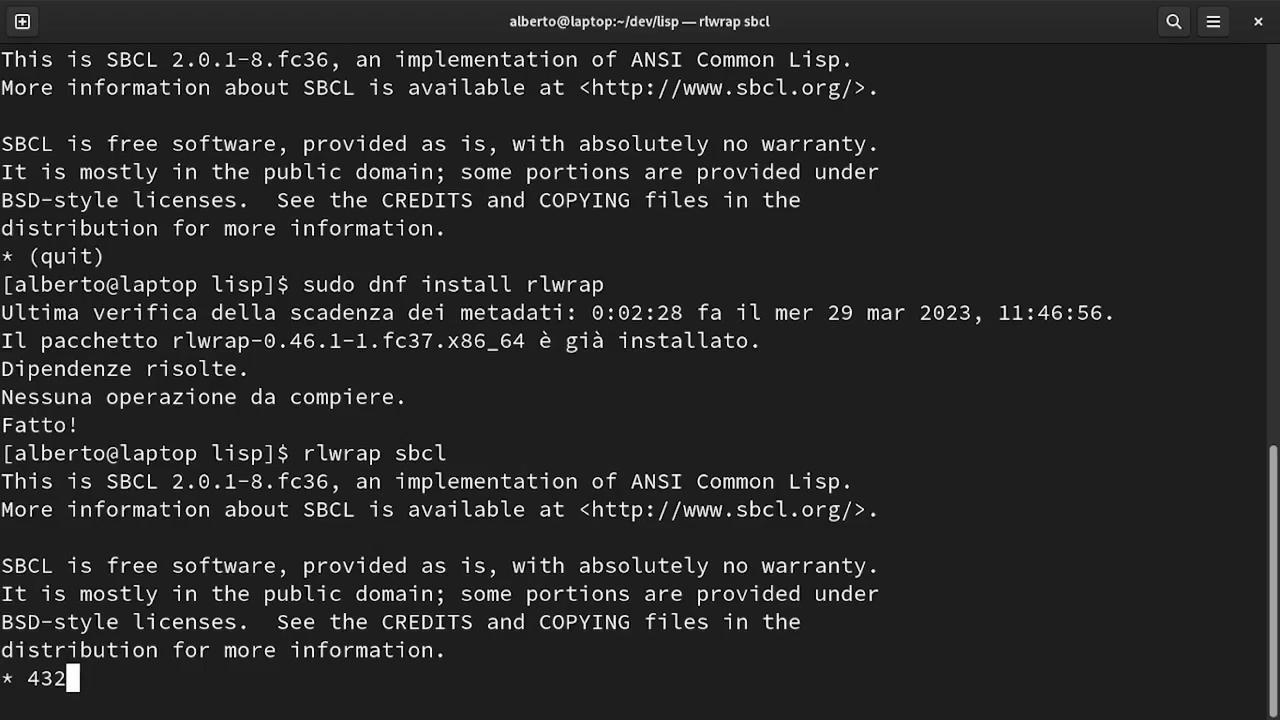 alberto@laptop:~/dev/lisp — rlwrap sbcl
This is SBCL 2.0.1-8.fc36, an implementation of ANSI Common Lisp.
More information about SBCL is available at <http://www.sbcl.org/>.
SBCL is free software, provided as is, with absolutely no warranty.
It is mostly in the public domain; some portions are provided under
BSD-style licenses.  See the CREDITS and COPYING files in the
distribution for more information.
* (quit)
[alberto@laptop lisp]$ sudo dnf install rlwrap
Ultima verifica della scadenza dei metadati: 0:02:28 fa il mer 29 mar 2023, 11:46:56.
Il pacchetto rlwrap-0.46.1-1.fc37.x86_64 è già installato.
Dipendenze risolte.
Nessuna operazione da compiere.
Fatto!
[alberto@laptop lisp]$ rlwrap sbcl
This is SBCL 2.0.1-8.fc36, an implementation of ANSI Common Lisp.
More information about SBCL is available at <http://www.sbcl.org/>.
SBCL is free software, provided as is, with absolutely no warranty.
It is mostly in the public domain; some portions are provided under
BSD-style licenses.  See the CREDITS and COPYING files in the
distribution for more information.
* 432